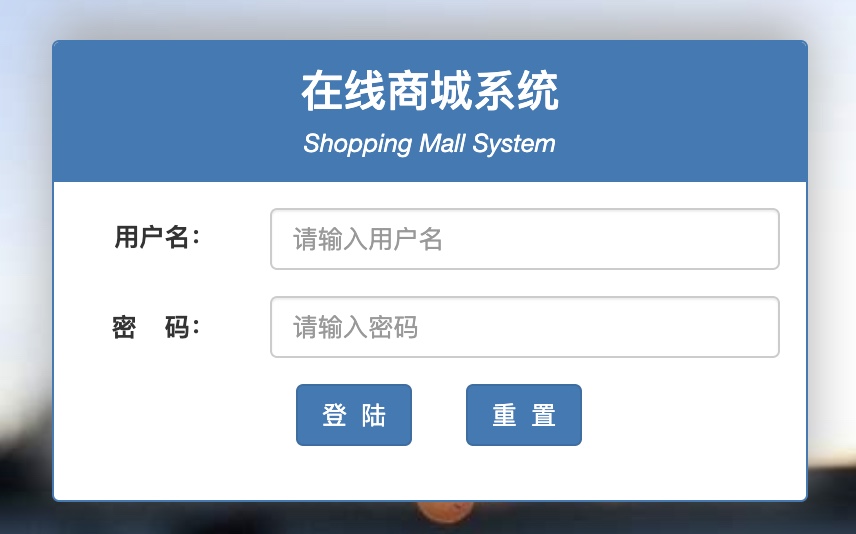 在线商城系统
Shopping Mall System
用户名：
请输入用户名
密 码：
请输入密码
登 陆 重 置